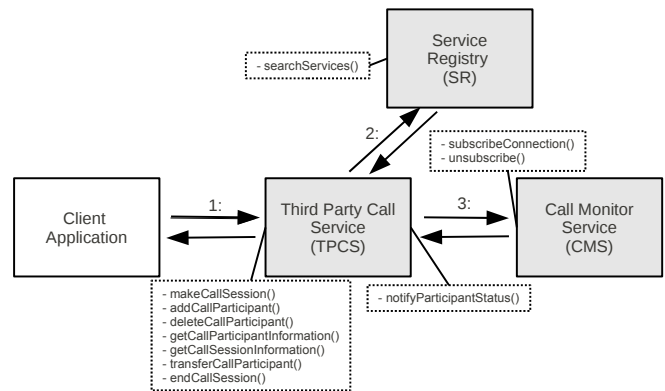 Service
Registry
(SR)
- searchServices()
2:
- subscribeConnection()
- unsubscribe()
Client
Application
1:
Third Party Call
Service
(TPCS)
3:
Call Monitor
Service
(CMS)
- makeCallSession()
- addCallParticipant()
- deleteCallParticipant()
- getCallParticipantInformation()
- getCallSessionInformation()
- transferCallParticipant()
- endCallSession()
- notifyParticipantStatus()